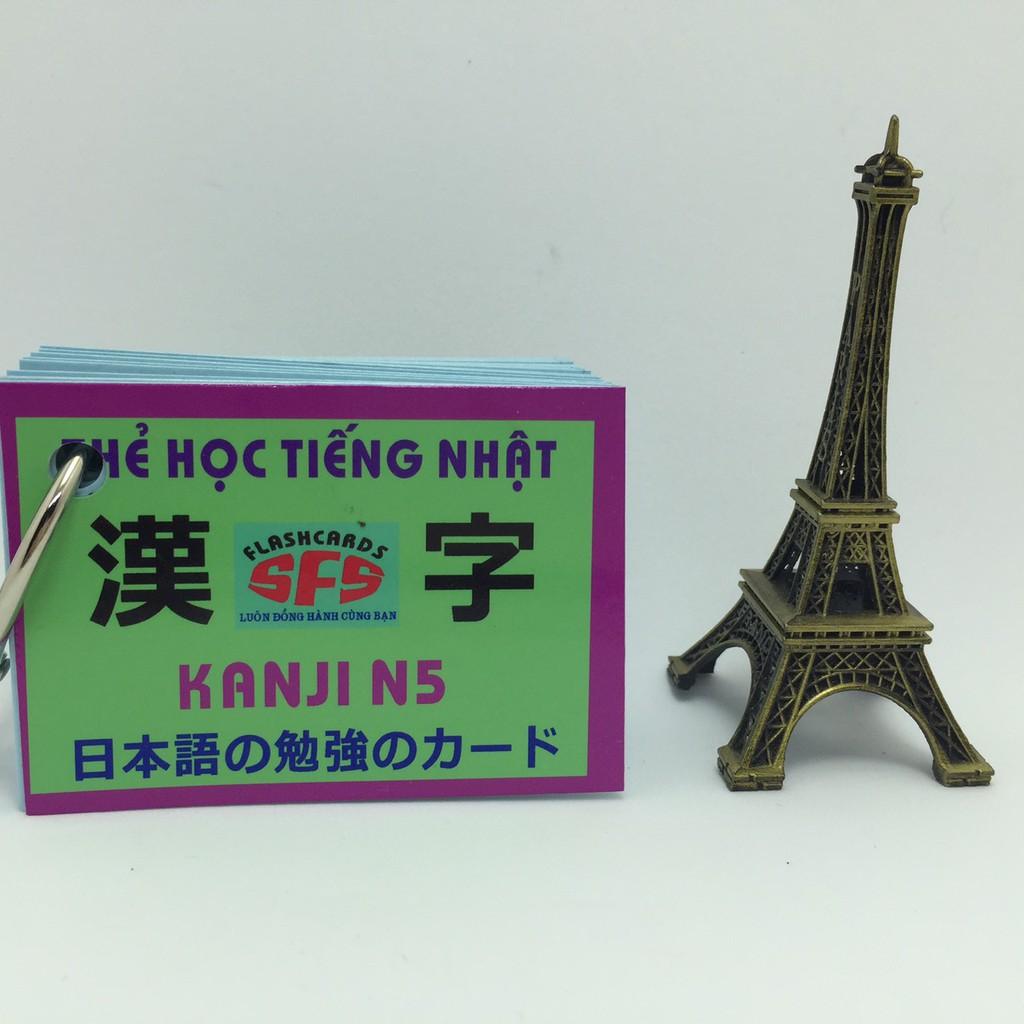 THẺ HỌC TIẾNG NHẬT
漢字
FLASHCARDS
SFS
LUÔN ĐỒNG HÀNH CÙNG BẠN
KANJI N5
日本語の勉強のカード